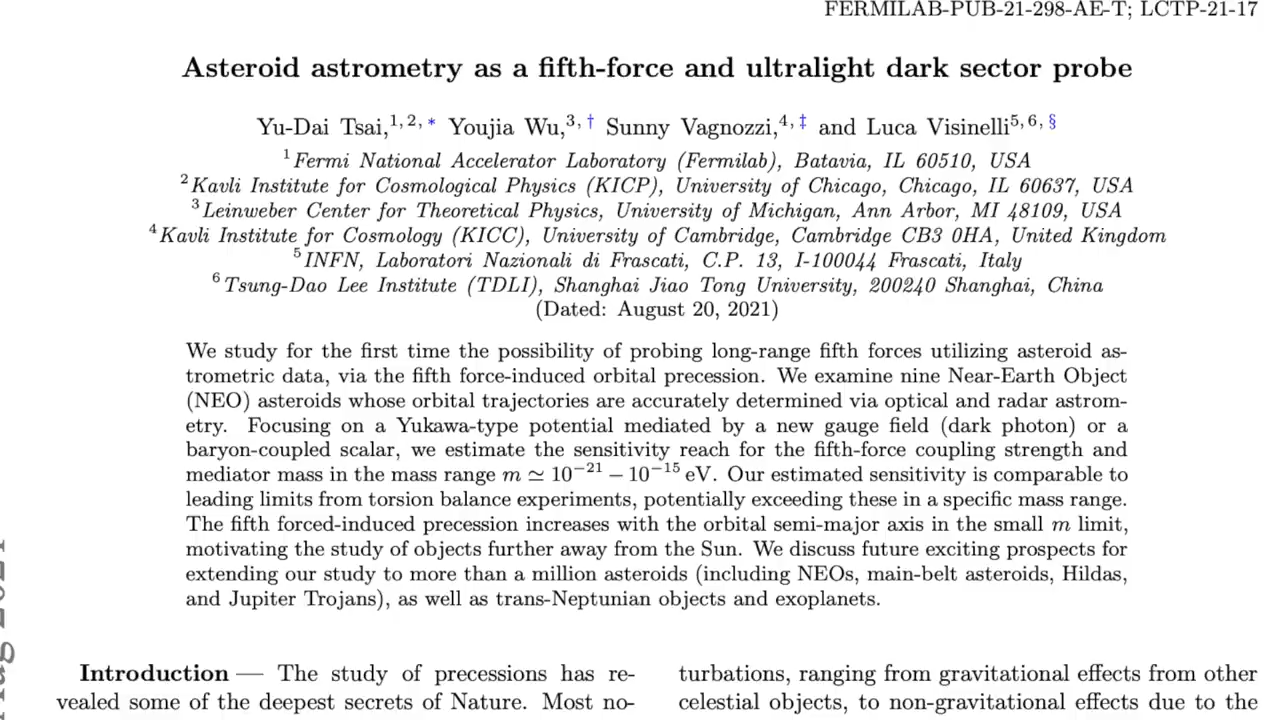 FERMILAB-PUB-21-298-AE-T; LCTP-21-17
Asteroid astrometry as a fifth-force and ultralight dark sector probe
Yu-Dai Tsai,1, 2, * Youjia Wu,3, † Sunny Vagnozzi,4, ‡ and Luca Visinelli5, 6, §
1Fermi National Accelerator Laboratory (Fermilab), Batavia, IL 60510, USA
2Kavli Institute for Cosmological Physics (KICP), University of Chicago, Chicago, IL 60637, USA
3Leinweber Center for Theoretical Physics, University of Michigan, Ann Arbor, MI 48109, USA
4Kavli Institute for Cosmology (KICC), University of Cambridge, Cambridge CB3 0HA, United Kingdom
5INFN, Laboratori Nazionali di Frascati, C.P. 13, I-100044 Frascati, Italy
6Tsung-Dao Lee Institute (TDLI), Shanghai Jiao Tong University, 200240 Shanghai, China
(Dated: August 20, 2021)
We study for the first time the possibility of probing long-range fifth forces utilizing asteroid as-
trometric data, via the fifth force-induced orbital precession. We examine nine Near-Earth Object
(NEO) asteroids whose orbital trajectories are accurately determined via optical and radar astrom-
etry. Focusing on a Yukawa-type potential mediated by a new gauge field (dark photon) or a
baryon-coupled scalar, we estimate the sensitivity reach for the fifth-force coupling strength and
mediator mass in the mass range m ≃ 10−21 − 10−15 eV. Our estimated sensitivity is comparable to
leading limits from torsion balance experiments, potentially exceeding these in a specific mass range.
The fifth forced-induced precession increases with the orbital semi-major axis in the small m limit,
motivating the study of objects further away from the Sun. We discuss future exciting prospects for
extending our study to more than a million asteroids (including NEOs, main-belt asteroids, Hildas,
and Jupiter Trojans), as well as trans-Neptunian objects and exoplanets.
Introduction — The study of precessions has re-
vealed some of the deepest secrets of Nature. Most no-
turbations, ranging from gravitational effects from other
celestial objects, to non-gravitational effects due to the